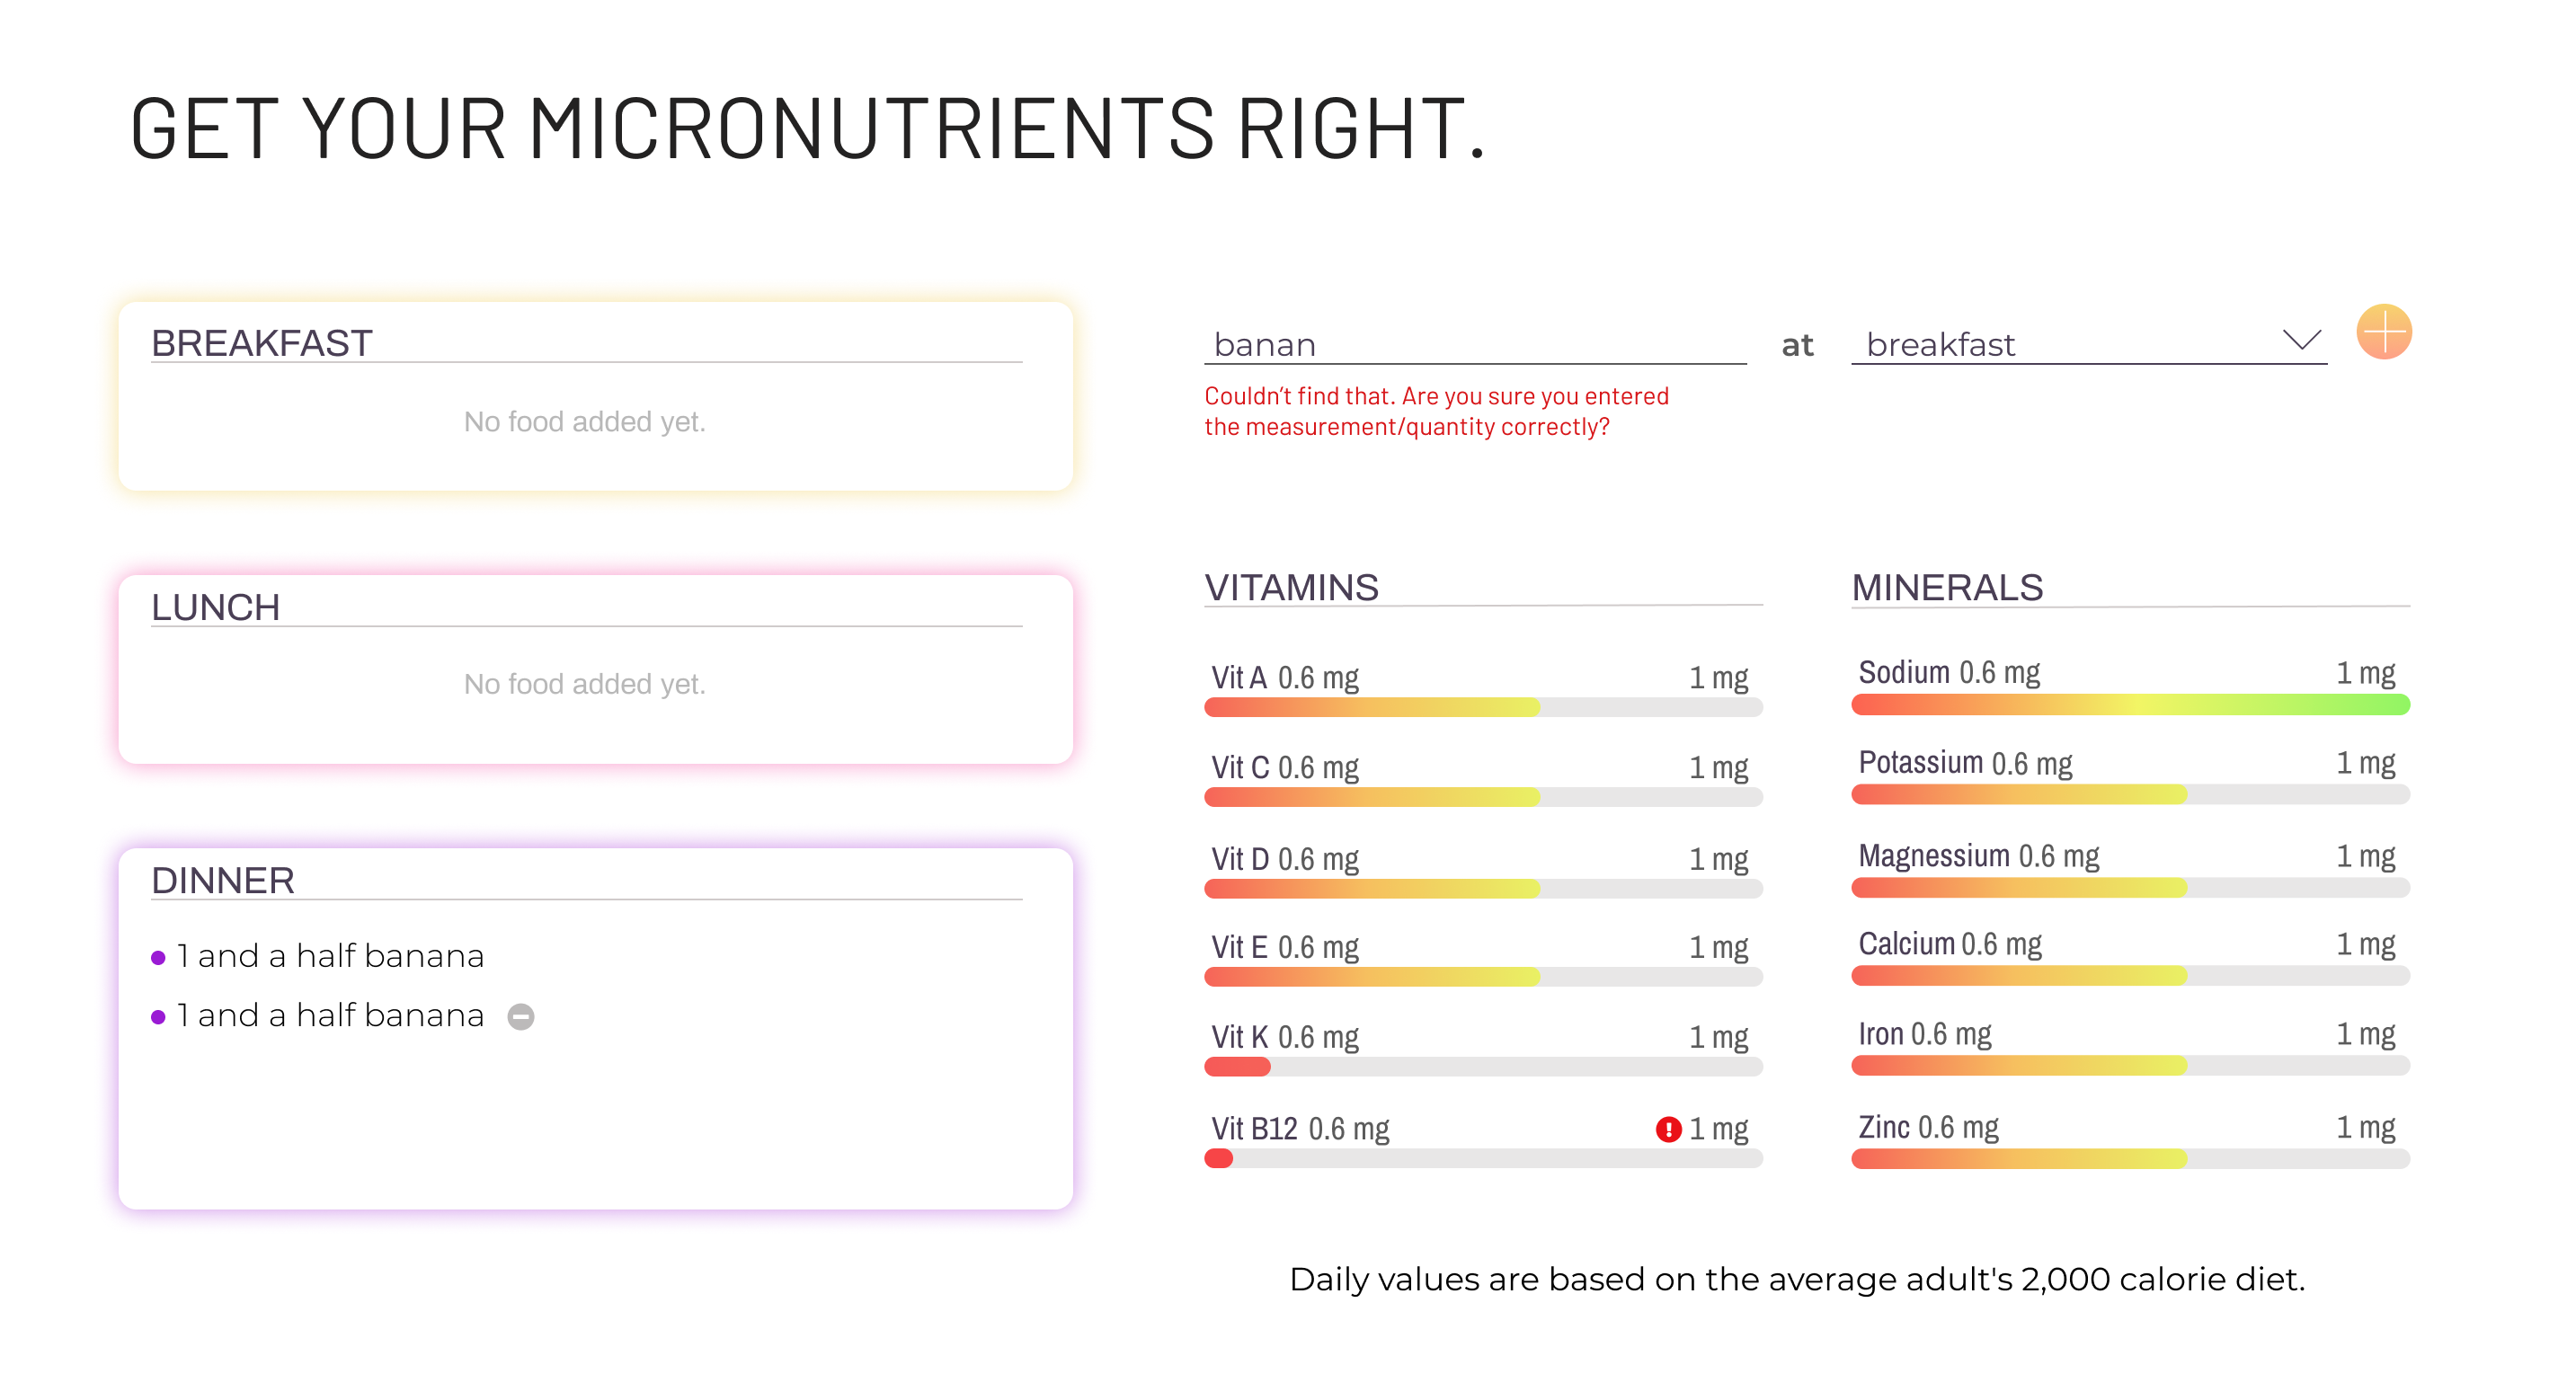 GET YOUR MICRONUTRIENTS RIGHT.
BREAKFAST
No food added yet.
LUNCH
No food added yet.
DINNER
1 and a half banana
1 and a half banana
banan at breakfast
Couldn’t find that. Are you sure you entered
the measurement/quantity correctly?
VITAMINS
Vit A 0.6 mg 1 mg
Vit C 0.6 mg 1 mg
Vit D 0.6 mg 1 mg
Vit E 0.6 mg 1 mg
Vit K 0.6 mg 1 mg
Vit B12 0.6 mg 1 mg
MINERALS
Sodium 0.6 mg 1 mg
Potassium 0.6 mg 1 mg
Magnessium 0.6 mg 1 mg
Calcium 0.6 mg 1 mg
Iron 0.6 mg 1 mg
Zinc 0.6 mg 1 mg
Daily values are based on the average adult's 2,000 calorie diet.